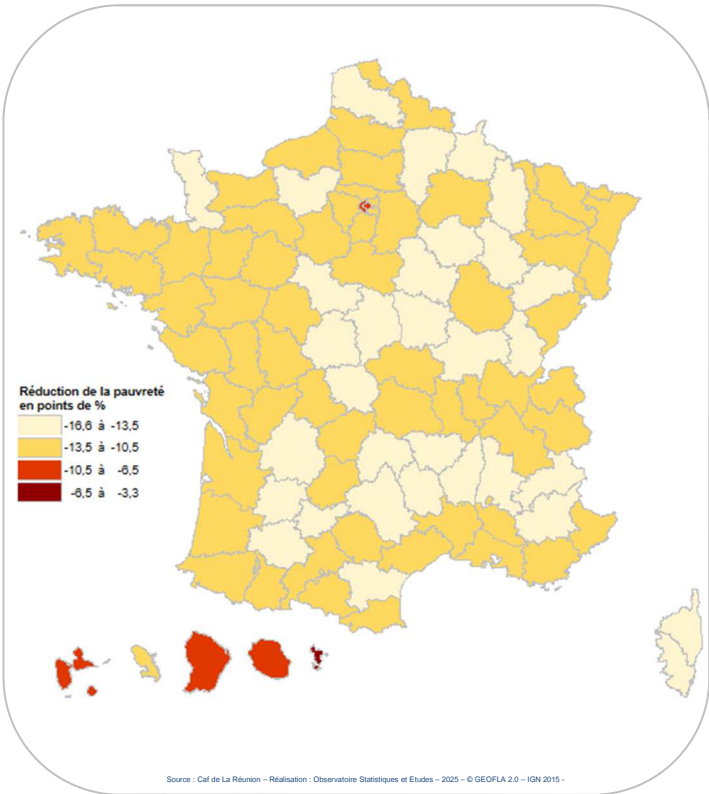 Réduction de la pauvreté
en points de %
-16,6 à -13,5
-13,5 à -10,5
-10,5 à -6,5
-6,5 à -3,3
Source : Caf de La Réunion – Réalisation : Observatoire Statistiques et Etudes – 2025 – © GEOFLA 2.0 – IGN 2015 -